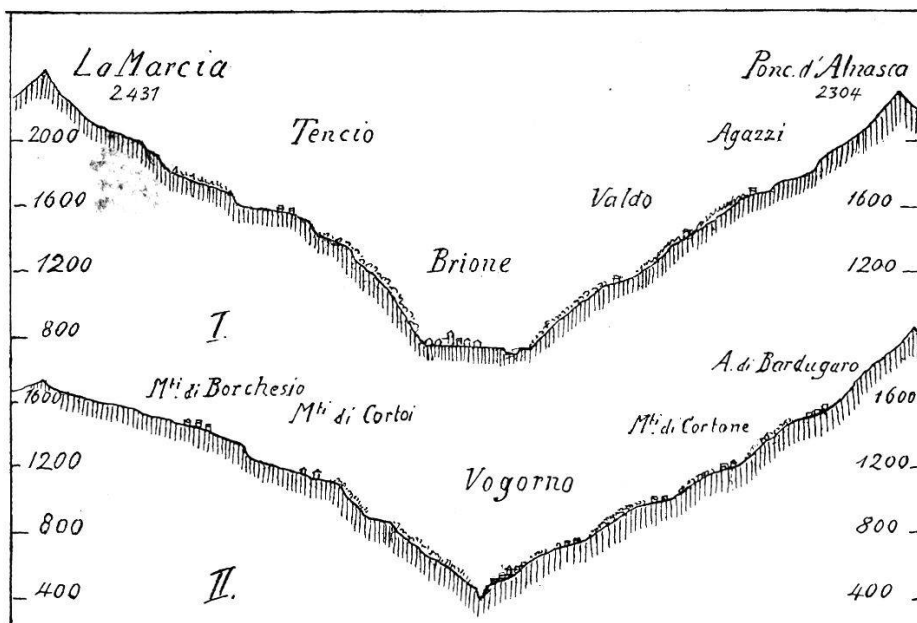 La Marcia
2431
Ponc. d'Alnasca
2304
Tencio
Agazzi
2000
Valdo
1600
1600
Brione
1200
1200
800
I.
A. di Bardugaro
Mti. di Borchesio
1600
1600
Mti di Cortoi
Mti. di Cortone
1200
1200
Vogorno
800
800
400
II.
400